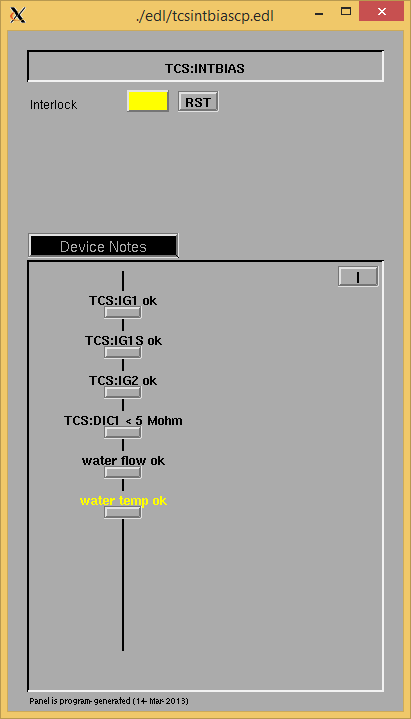 ./edl/tcsintbiascp.edl
TCS:INTBIAS
Interlock
RST
Device Notes
I
TCS:IG1 ok
TCS:IG1S ok
TCS:IG2 ok
TCS:DIC1 < 5 Mohm
water flow ok
water temp ok
Panel is program-generated (14-Mar-2013)